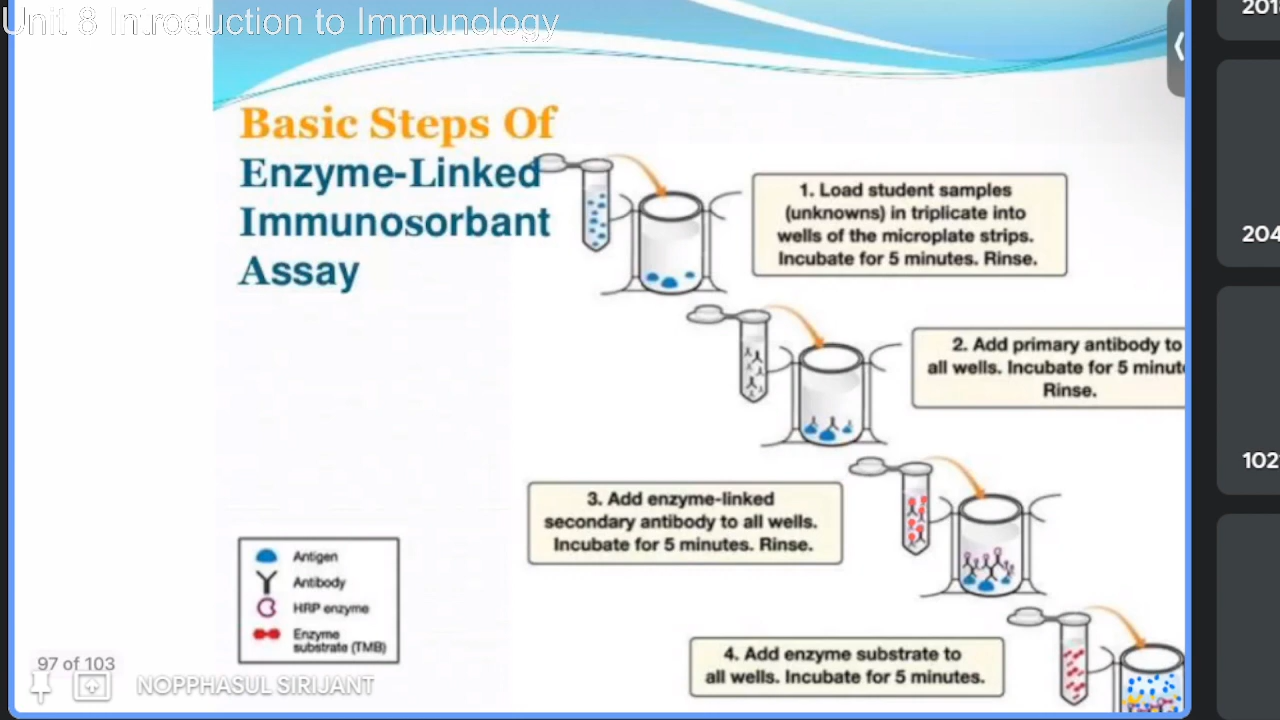 Unit 8 Introduction to Immunology
Basic Steps Of
Enzyme-Linked
Immunosorbant
Assay
1. Load student samples
(unknowns) in triplicate into
wells of the microplate strips.
Incubate for 5 minutes. Rinse.
2. Add primary antibody to
all wells. Incubate for 5 minut
Rinse.
3. Add enzyme-linked
secondary antibody to all wells.
Incubate for 5 minutes. Rinse.
4. Add enzyme substrate to
all wells. Incubate for 5 minutes.
Antigen
Antibody
HRP enzyme
Enzyme
substrate (TMB)
97 of 103
NOPPHASUL SIRIJANT
201
204
102